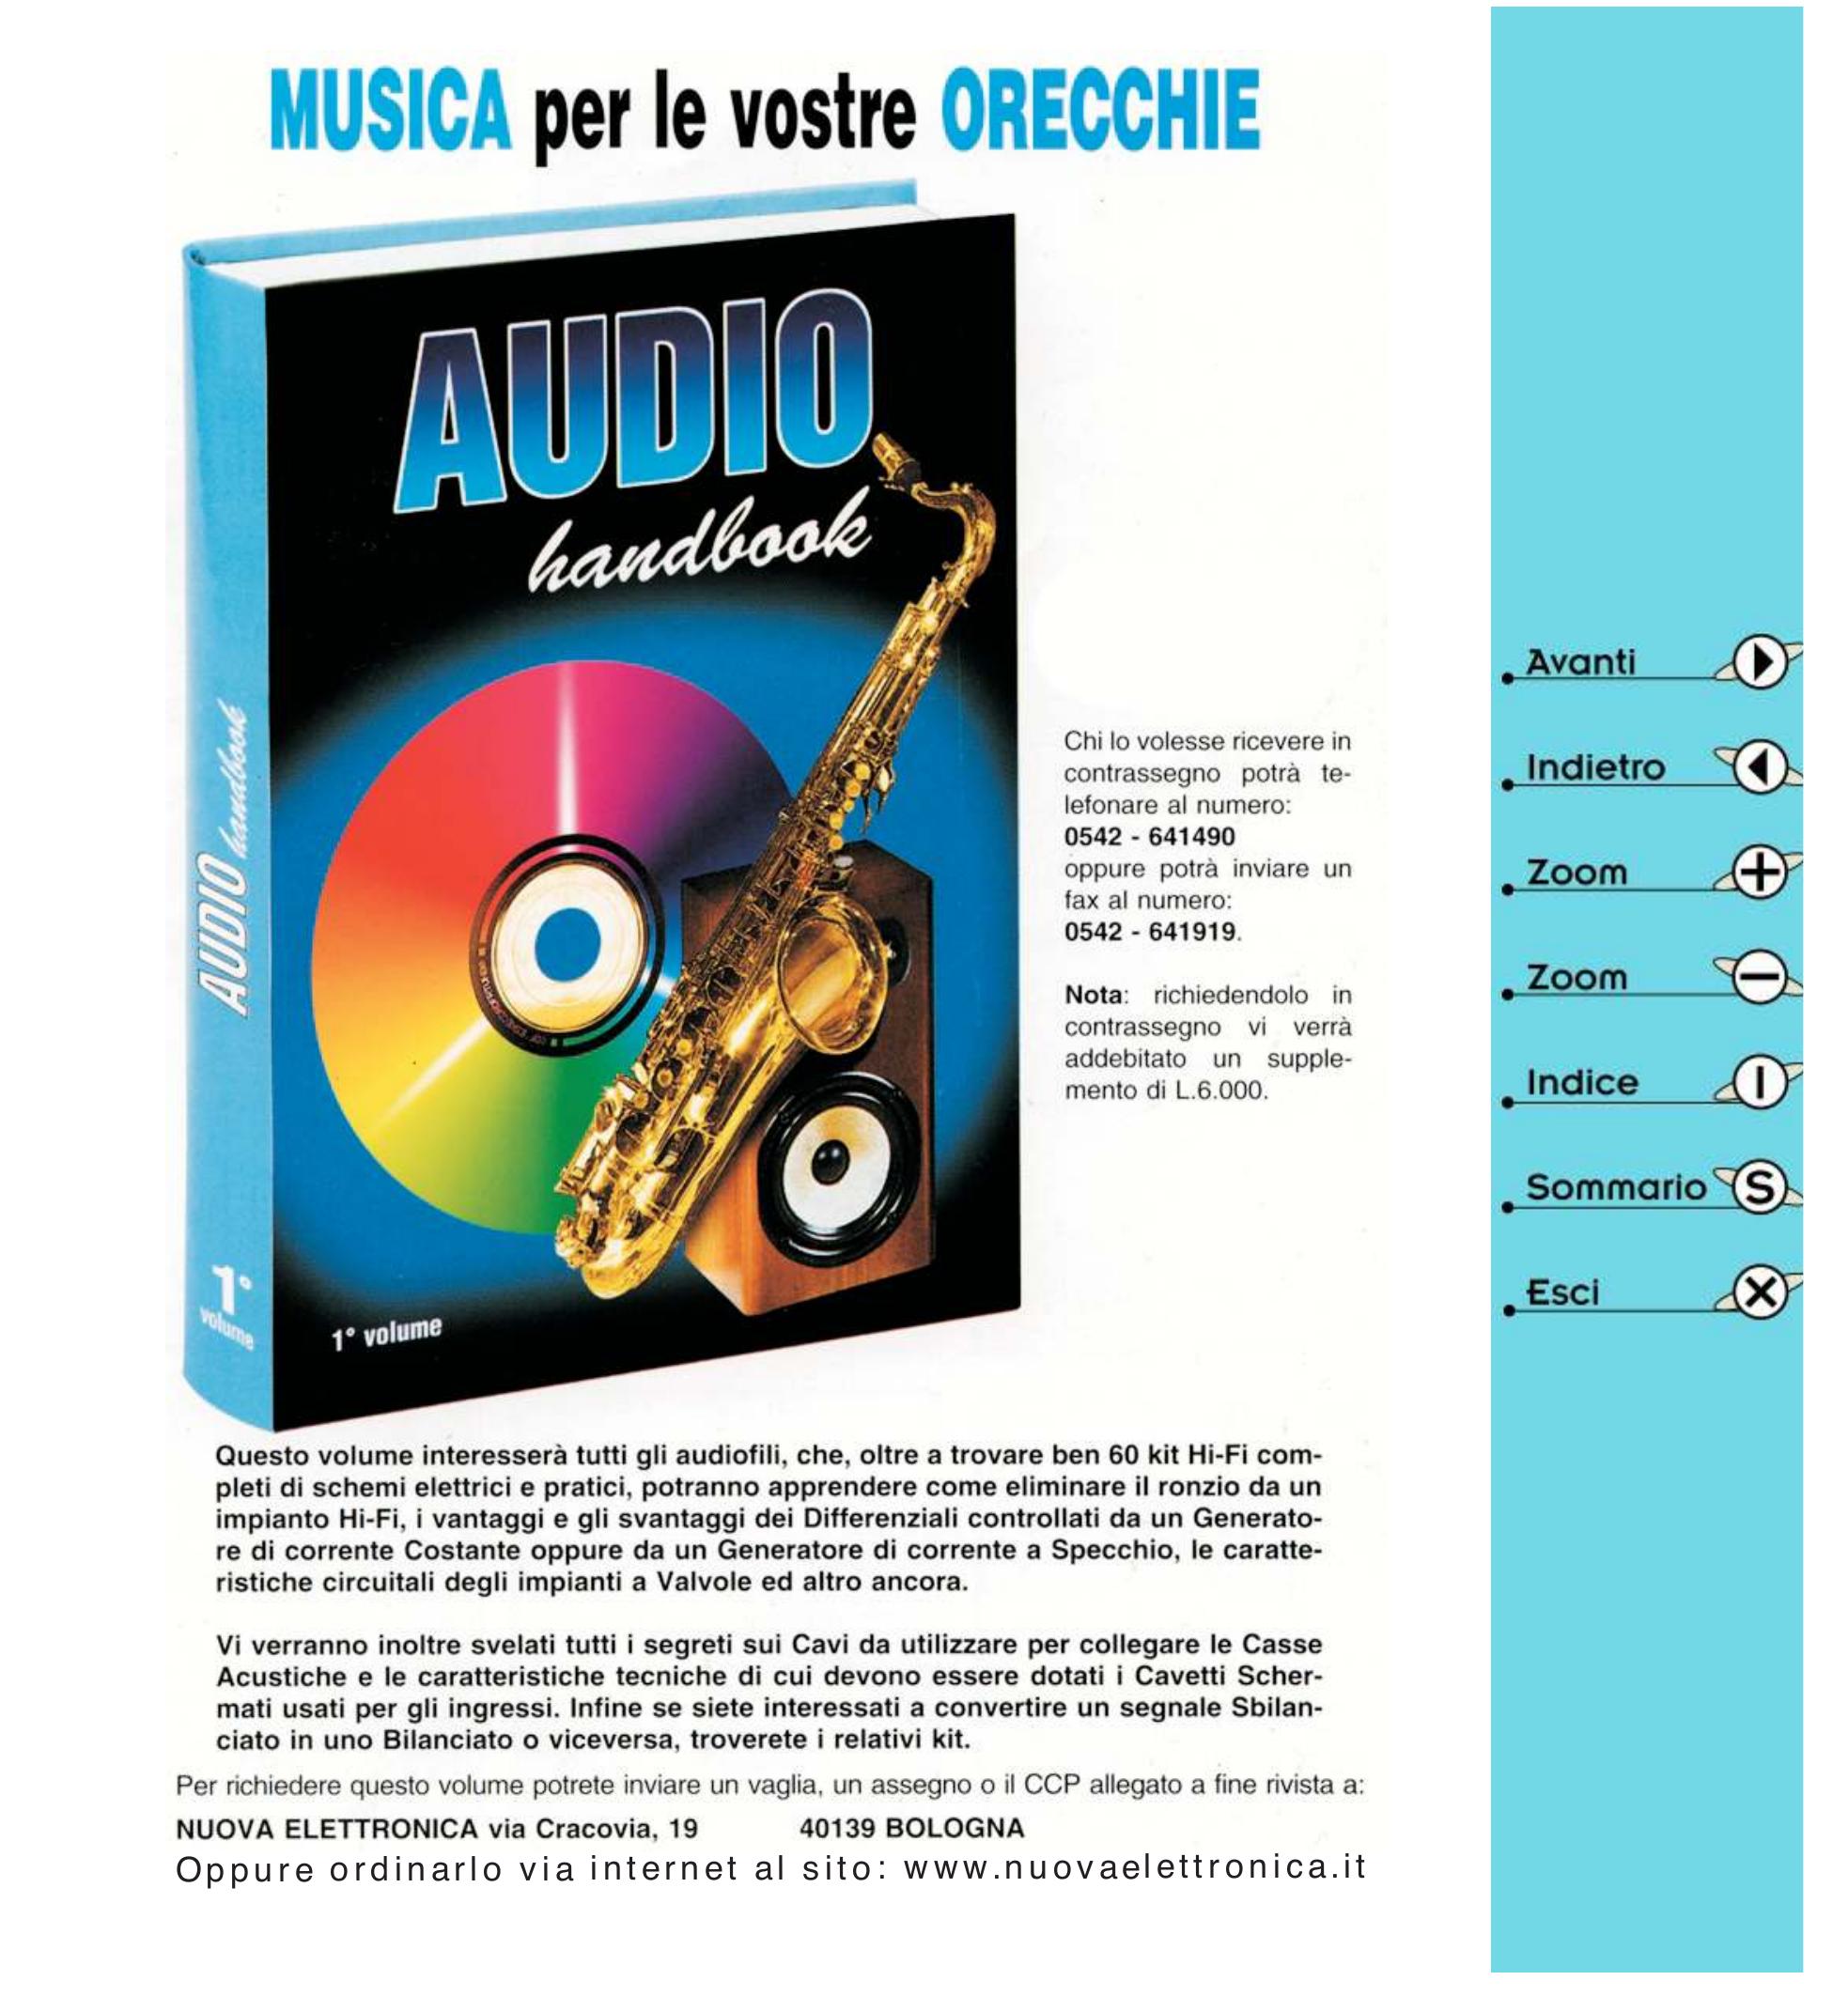 MUSICA per le vostre ORECCHIE
AUDIO
handbook
AUDIO handbook
1°
volume
1° volume
Chi lo volesse ricevere in
contrassegno potrà te-
lefonare al numero:
0542 - 641490
oppure potrà inviare un
fax al numero:
0542 - 641919.
Nota: richiedendolo in
contrassegno vi verrà
addebitato un supple-
mento di L.6.000.
Questo volume interesserà tutti gli audiofili, che, oltre a trovare ben 60 kit Hi-Fi com-
pleti di schemi elettrici e pratici, potranno apprendere come eliminare il ronzio da un
impianto Hi-Fi, i vantaggi e gli svantaggi dei Differenziali controllati da un Generato-
re di corrente Costante oppure da un Generatore di corrente a Specchio, le caratte-
ristiche circuitali degli impianti a Valvole ed altro ancora.
Vi verranno inoltre svelati tutti i segreti sui Cavi da utilizzare per collegare le Casse
Acustiche e le caratteristiche tecniche di cui devono essere dotati i Cavetti Scher-
mati usati per gli ingressi. Infine se siete interessati a convertire un segnale Sbilan-
ciato in uno Bilanciato o viceversa, troverete i relativi kit.
Per richiedere questo volume potrete inviare un vaglia, un assegno o il CCP allegato a fine rivista a:
NUOVA ELETTRONICA via Cracovia, 19 40139 BOLOGNA
Oppure ordinarlo via internet al sito: www.nuovaelettronica.it
Avanti
Indietro
Zoom +
Zoom −
Indice I
Sommario S
Esci X